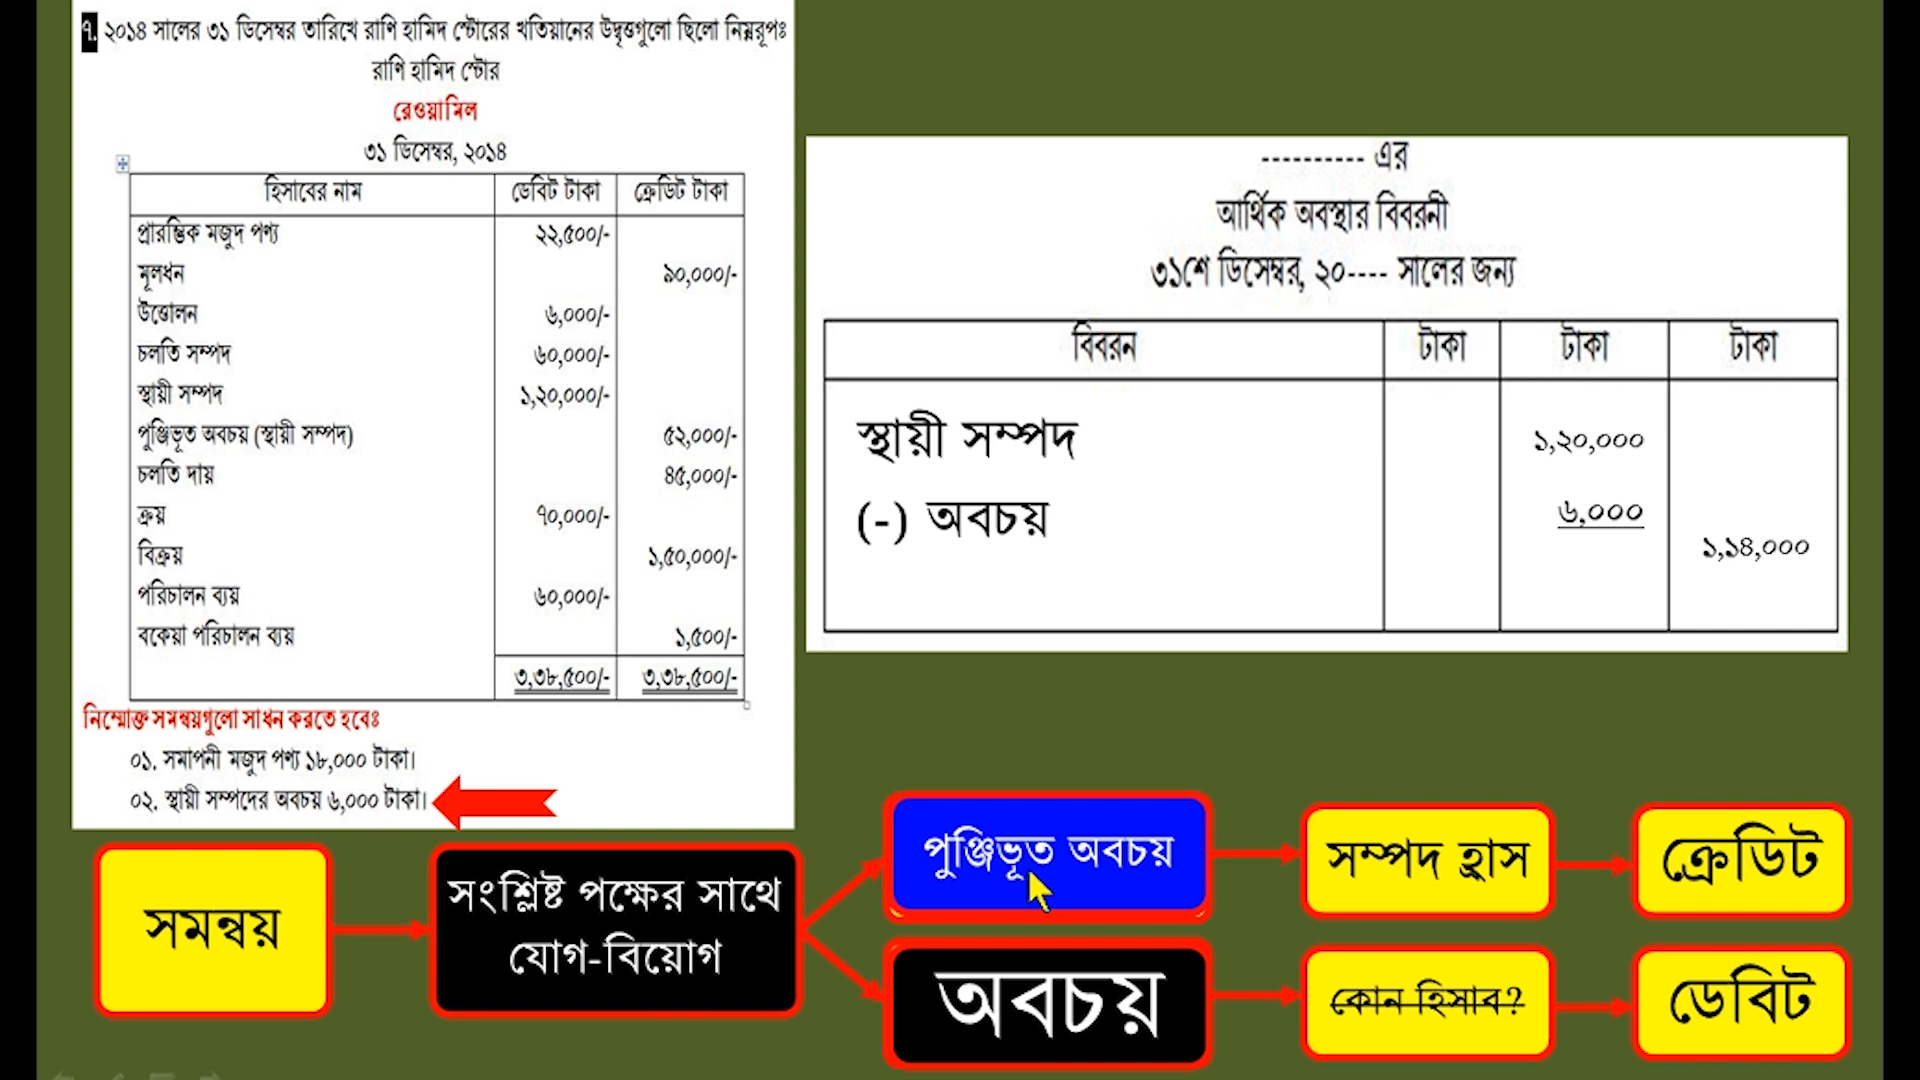 ৭. ২০১৪ সালের ৩১ ডিসেম্বর তারিখে রাণি হামিদ স্টোরের খতিয়ানের উদ্বৃত্তগুলো ছিলো নিম্নরূপঃ
রাণি হামিদ স্টোর
রেওয়ামিল
৩১ ডিসেম্বর, ২০১৪
হিসাবের নাম ডেবিট টাকা ক্রেডিট টাকা
প্রারম্ভিক মজুদ পণ্য ২২,৫০০/-
মূলধন ৯০,০০০/-
উত্তোলন ৬,০০০/-
চলতি সম্পদ ৬০,০০০/-
স্থায়ী সম্পদ ১,২০,০০০/-
পুঞ্জিভূত অবচয় (স্থায়ী সম্পদ) ৫২,০০০/-
চলতি দায় ৪৫,০০০/-
ক্রয় ৭০,০০০/-
বিক্রয় ১,৫০,০০০/-
পরিচালন ব্যয় ৬০,০০০/-
বকেয়া পরিচালন ব্যয় ১,৫০০/-
৩,৩৮,৫০০/- ৩,৩৮,৫০০/-
নিম্মোক্ত সমন্বয়গুলো সাধন করতে হবেঃ
০১. সমাপনী মজুদ পণ্য ১৮,০০০ টাকা।
০২. স্থায়ী সম্পদের অবচয় ৬,০০০ টাকা।
---------- এর
আর্থিক অবস্থার বিবরনী
৩১শে ডিসেম্বর, ২০---- সালের জন্য
বিবরন টাকা টাকা টাকা
স্থায়ী সম্পদ ১,২০,০০০
(-) অবচয় ৬,০০০
১,১৪,০০০
সমন্বয়
সংশ্লিষ্ট পক্ষের সাথে
যোগ-বিয়োগ
পুঞ্জিভূত অবচয়
সম্পদ হ্রাস
ক্রেডিট
অবচয়
কোন হিসাব?
ডেবিট